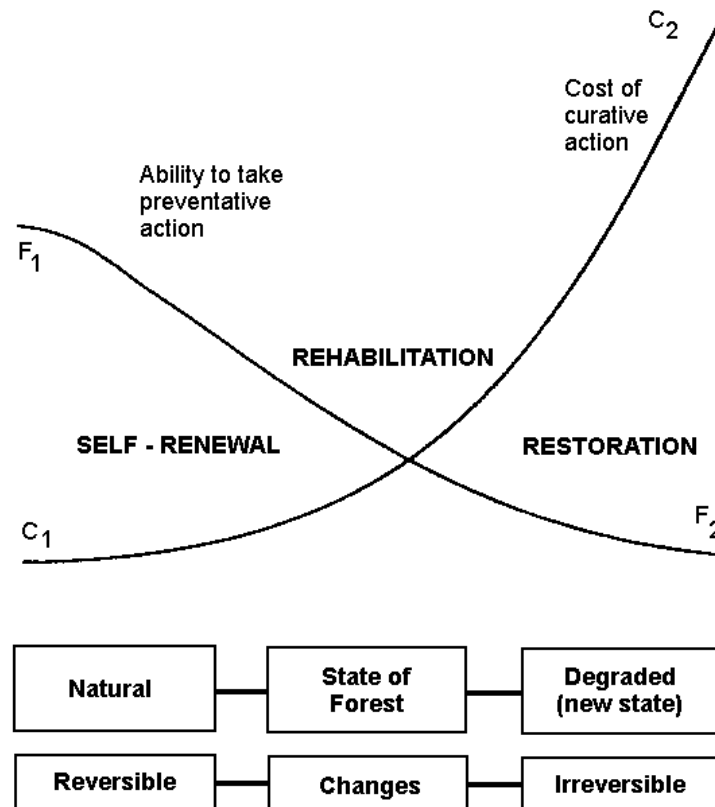 C2
Cost of
curative
action
Ability to take
preventative
action
F1
REHABILITATION
SELF - RENEWAL
RESTORATION
C1
F2
Natural
State of
Forest
Degraded
(new state)
Reversible
Changes
Irreversible